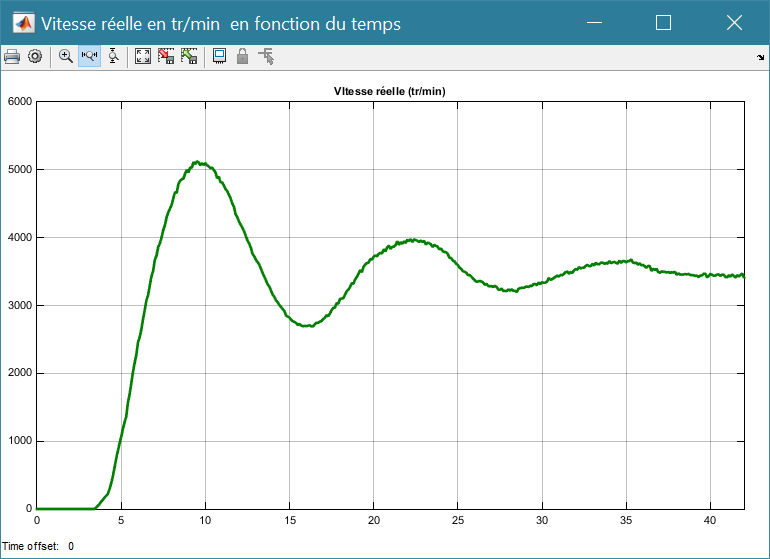 Vitesse réelle en tr/min  en fonction du temps
VItesse réelle (tr/min)
6000
5000
4000
3000
2000
1000
0
0 5 10 15 20 25 30 35 40
Time offset: 0